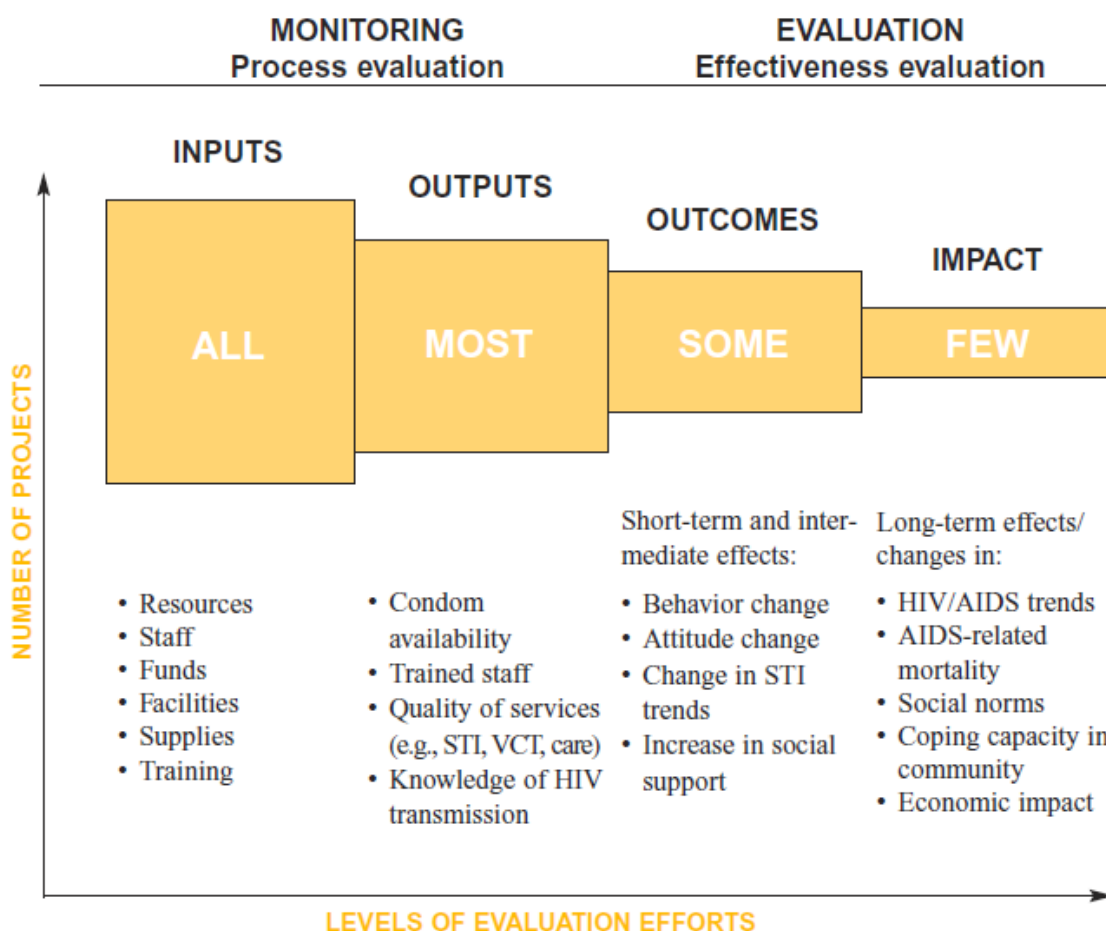 MONITORING
Process evaluation
EVALUATION
Effectiveness evaluation
INPUTS
OUTPUTS
OUTCOMES
IMPACT
ALL
MOST
SOME
FEW
NUMBER OF PROJECTS
• Resources
• Staff
• Funds
• Facilities
• Supplies
• Training
• Condom
availability
• Trained staff
• Quality of services
(e.g., STI, VCT, care)
• Knowledge of HIV
transmission
Short-term and inter-
mediate effects:
• Behavior change
• Attitude change
• Change in STI
trends
• Increase in social
support
Long-term effects/
changes in:
• HIV/AIDS trends
• AIDS-related
mortality
• Social norms
• Coping capacity in
community
• Economic impact
LEVELS OF EVALUATION EFFORTS